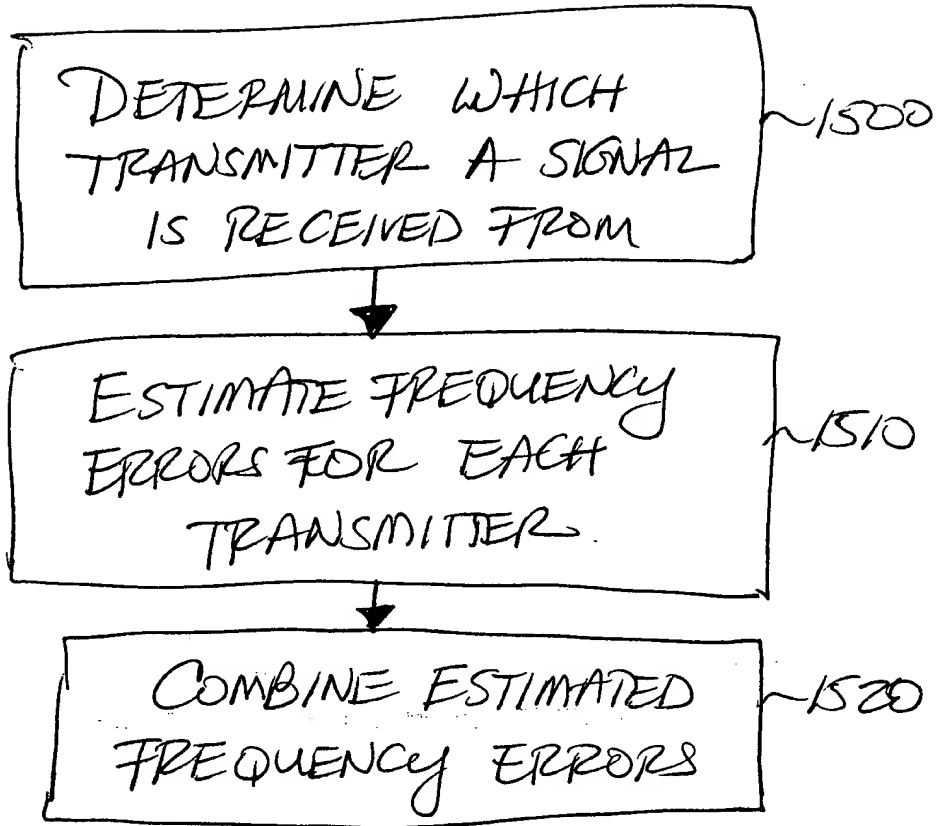 DETERMINE WHICH
TRANSMITTER A SIGNAL
IS RECEIVED FROM
~1500
ESTIMATE FREQUENCY
ERRORS FOR EACH
TRANSMITTER.
~1510
COMBINE ESTIMATED
FREQUENCY ERRORS
~1520